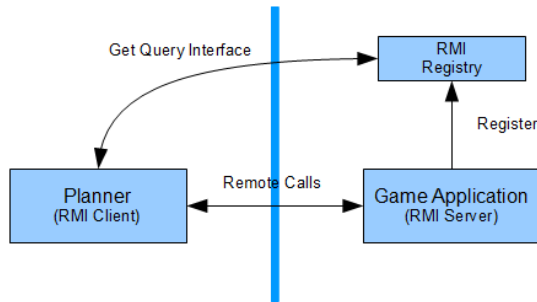 Get Query Interface
RMI
Registry
Register
Planner
(RMI Client)
Remote Calls
Game Application
(RMI Server)